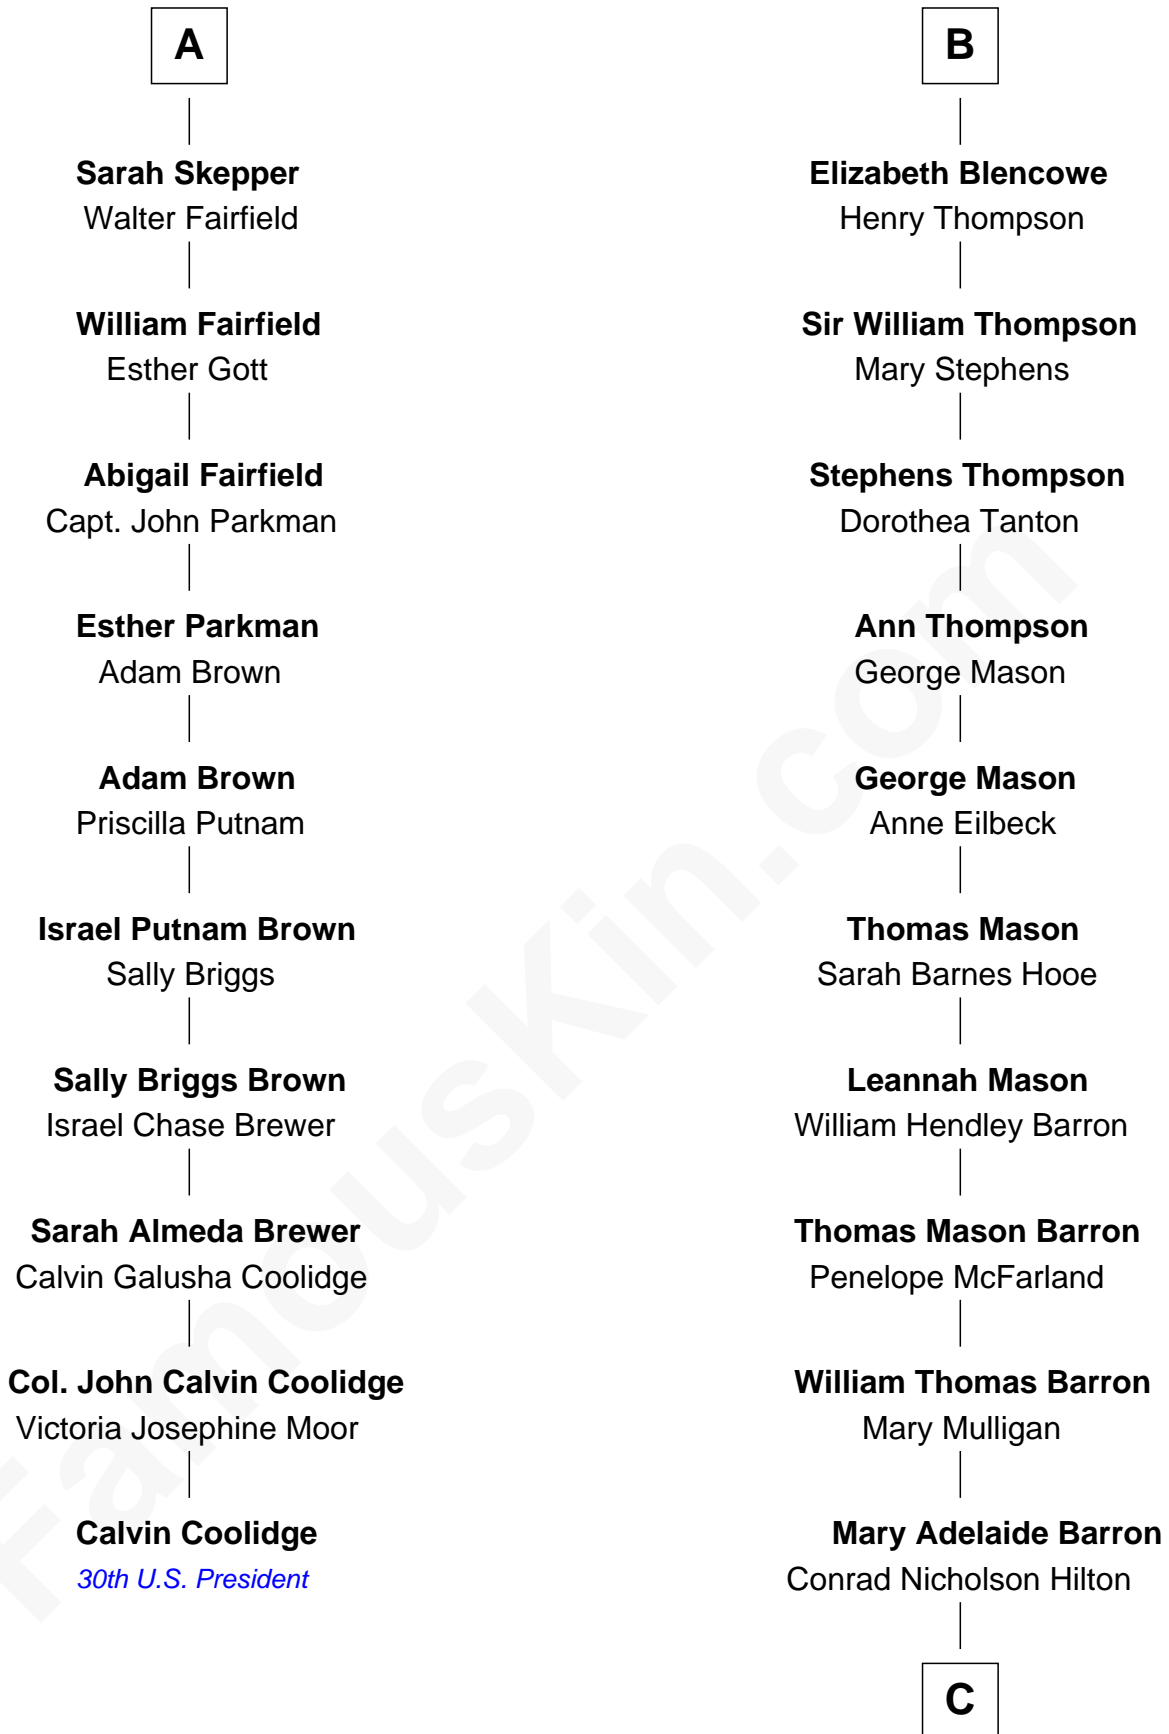 A
Sarah Skepper
Walter Fairfield
William Fairfield
Esther Gott
Abigail Fairfield
Capt. John Parkman
Esther Parkman
Adam Brown
Adam Brown
Priscilla Putnam
Israel Putnam Brown
Sally Briggs
Sally Briggs Brown
Israel Chase Brewer
Sarah Almeda Brewer
Calvin Galusha Coolidge
Col. John Calvin Coolidge
Victoria Josephine Moor
Calvin Coolidge
30th U.S. President
B
Elizabeth Blencowe
Henry Thompson
Sir William Thompson
Mary Stephens
Stephens Thompson
Dorothea Tanton
Ann Thompson
George Mason
George Mason
Anne Eilbeck
Thomas Mason
Sarah Barnes Hooe
Leannah Mason
William Hendley Barron
Thomas Mason Barron
Penelope McFarland
William Thomas Barron
Mary Mulligan
Mary Adelaide Barron
Conrad Nicholson Hilton
C
FamousKin.com